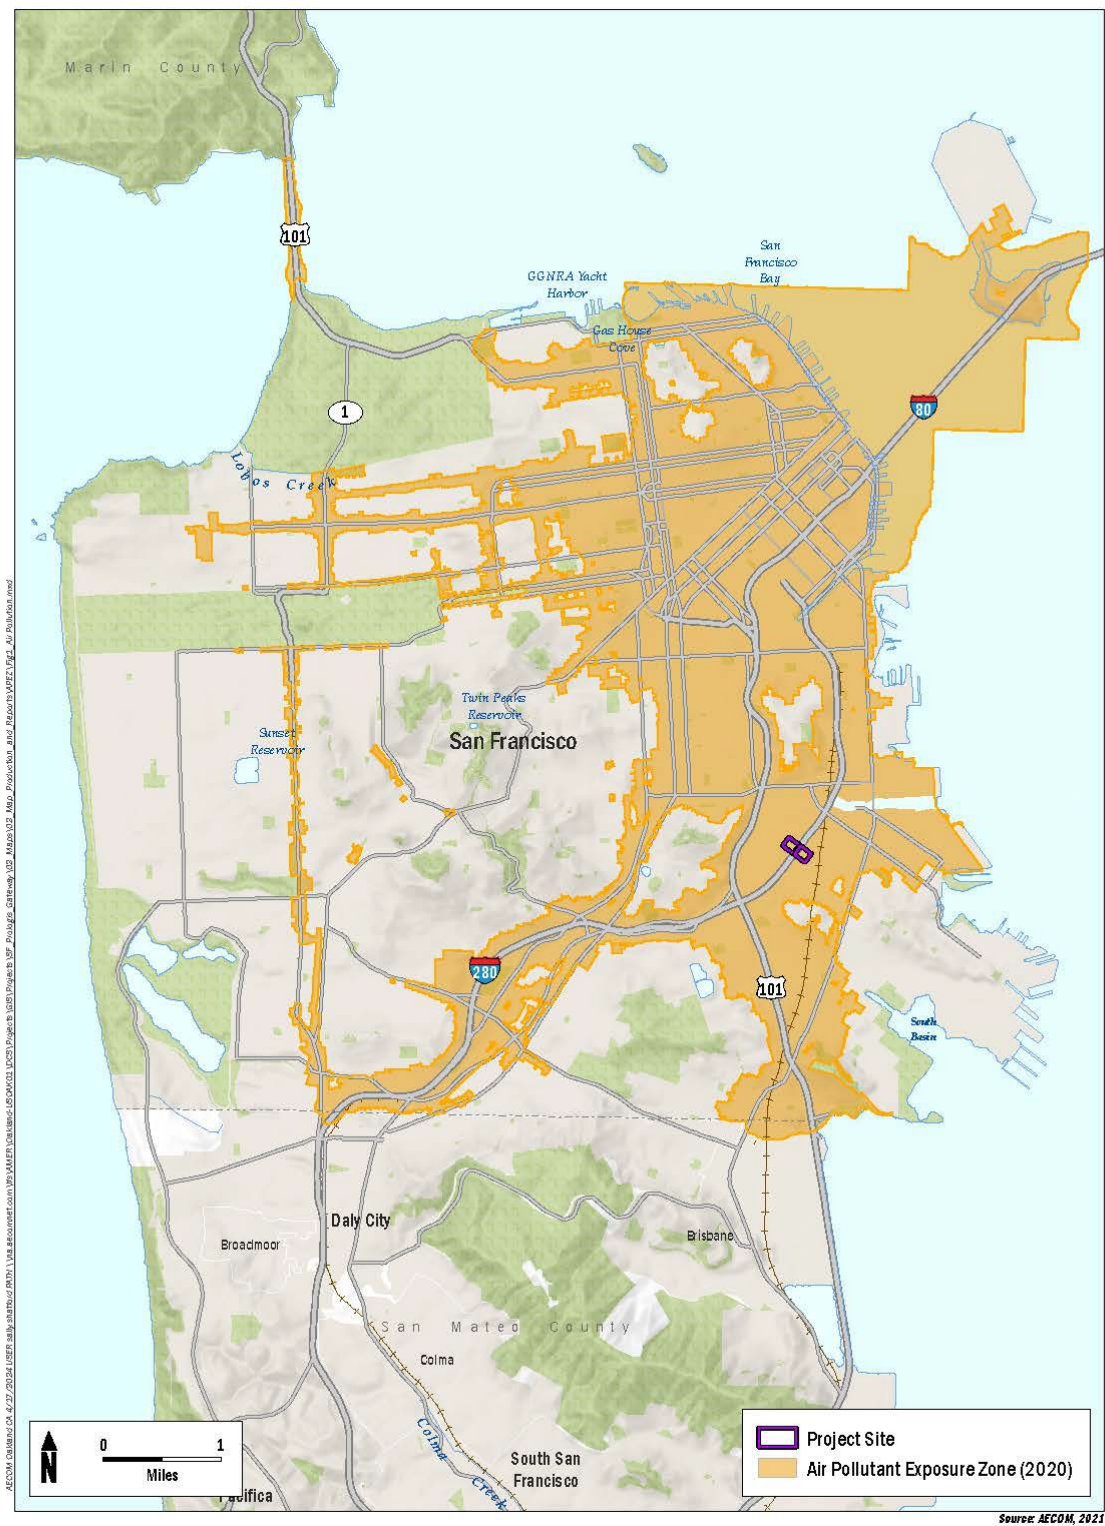 Marin County
101
San
Francisco
Bay
GGNRA Yacht
Harbor
Gas House
Cove
80
1
Lobos Creek
Twin Peaks
Reservoir
San Francisco
Sunset
Reservoir
280
101
South
Basin
Daly City
Broadmoor
Brisbane
San Mateo County
Colma
Colma Creek
South San
Francisco
Pacifica
N
0 1
Miles
Project Site
Air Pollutant Exposure Zone (2020)
Source: AECOM, 2021